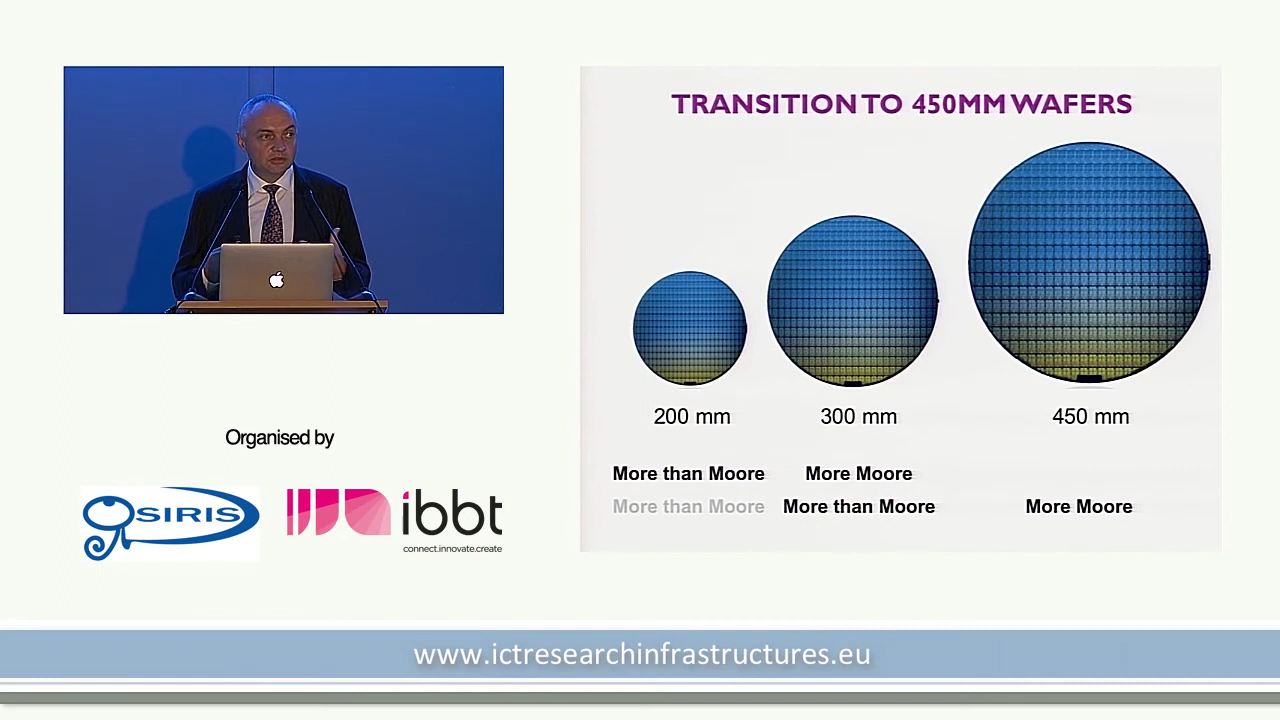 TRANSITION TO 450MM WAFERS
200 mm
300 mm
450 mm
More than Moore
More Moore
More than Moore
More than Moore
More Moore
Organised by
OSIRIS
ibbt
connect.innovate.create
www.ictresearchinfrastructures.eu